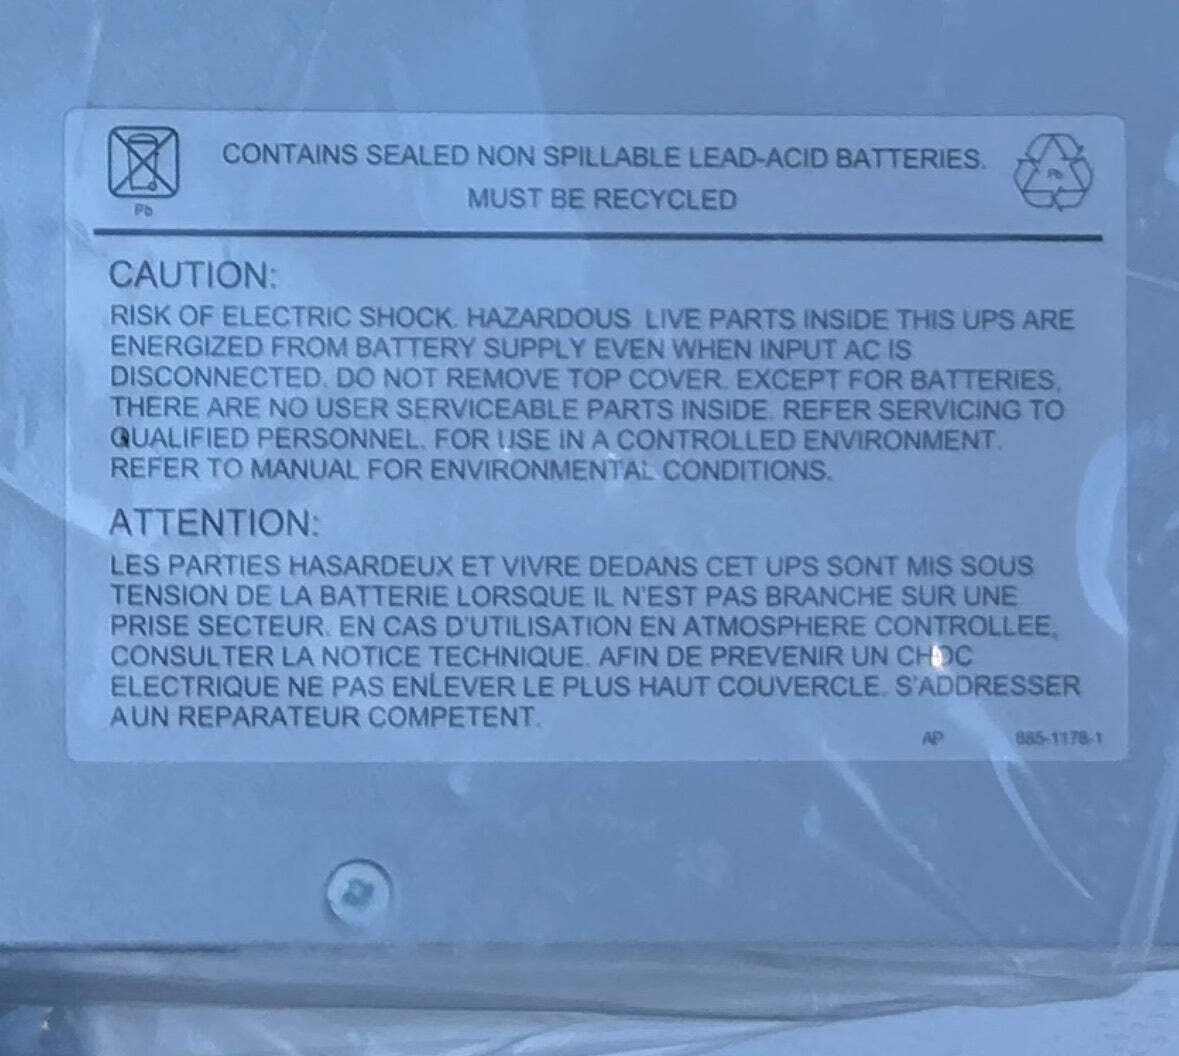 CONTAINS SEALED NON SPILLABLE LEAD-ACID BATTERIES.
MUST BE RECYCLED
Pb
Pb
CAUTION:
RISK OF ELECTRIC SHOCK. HAZARDOUS LIVE PARTS INSIDE THIS UPS ARE
ENERGIZED FROM BATTERY SUPPLY EVEN WHEN INPUT AC IS
DISCONNECTED. DO NOT REMOVE TOP COVER. EXCEPT FOR BATTERIES,
THERE ARE NO USER SERVICEABLE PARTS INSIDE. REFER SERVICING TO
QUALIFIED PERSONNEL. FOR USE IN A CONTROLLED ENVIRONMENT.
REFER TO MANUAL FOR ENVIRONMENTAL CONDITIONS.
ATTENTION:
LES PARTIES HASARDEUX ET VIVRE DEDANS CET UPS SONT MIS SOUS
TENSION DE LA BATTERIE LORSQUE IL N'EST PAS BRANCHE SUR UNE
PRISE SECTEUR. EN CAS D'UTILISATION EN ATMOSPHERE CONTROLLEE,
CONSULTER LA NOTICE TECHNIQUE. AFIN DE PREVENIR UN CHOC
ELECTRIQUE NE PAS ENLEVER LE PLUS HAUT COUVERCLE. S'ADDRESSER
A UN REPARATEUR COMPETENT.
AP 885-1178-1